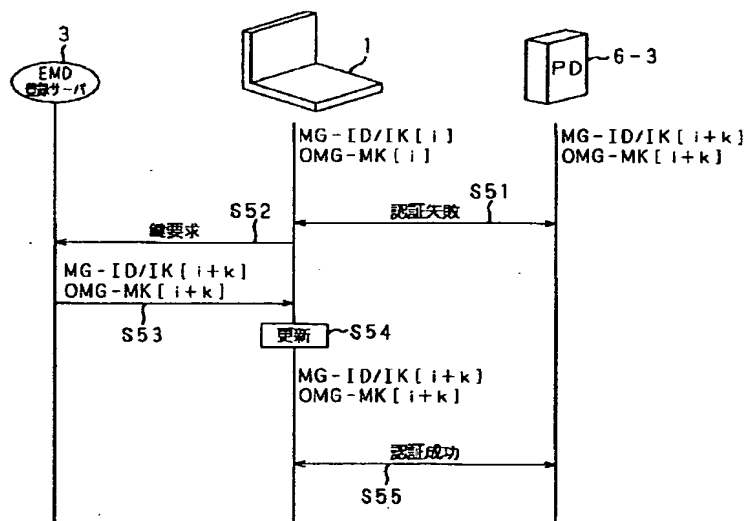 3
EMD
登録サーバ
1
PD
6-3
MG-ID/IK[i]
OMG-MK[i]
MG-ID/IK[i+k]
OMG-MK[i+k]
S51
認証失敗
S52
鍵要求
MG-ID/IK[i+k]
OMG-MK[i+k]
S53
更新
S54
MG-ID/IK[i+k]
OMG-MK[i+k]
認証成功
S55